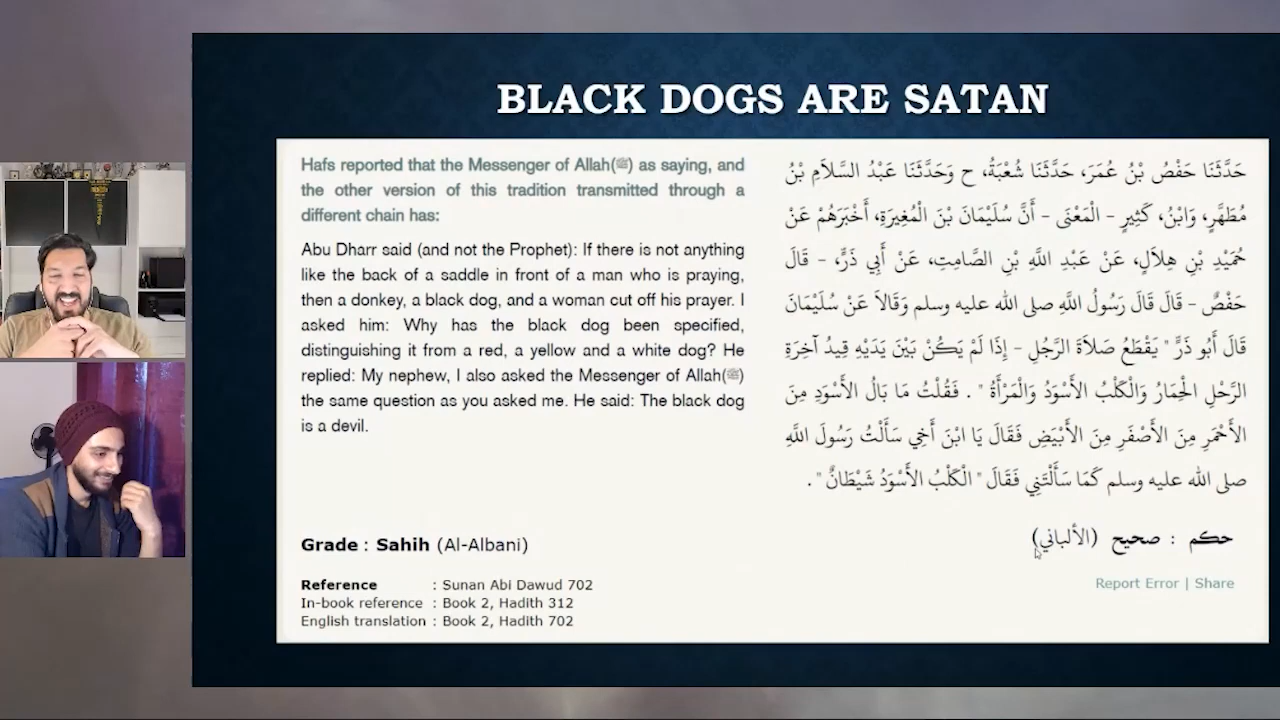 BLACK DOGS ARE SATAN
Hafs reported that the Messenger of Allah(ﷺ) as saying, and
the other version of this tradition transmitted through a
different chain has:
Abu Dharr said (and not the Prophet): If there is not anything
like the back of a saddle in front of a man who is praying,
then a donkey, a black dog, and a woman cut off his prayer. I
asked him: Why has the black dog been specified,
distinguishing it from a red, a yellow and a white dog? He
replied: My nephew, I also asked the Messenger of Allah(ﷺ)
the same question as you asked me. He said: The black dog
is a devil.
Grade : Sahih (Al-Albani)
Reference : Sunan Abi Dawud 702
In-book reference : Book 2, Hadith 312
English translation : Book 2, Hadith 702
حَدَّثَنَا حَفْصُ بْنُ عُمَرَ، حَدَّثَنَا شُعْبَةُ، ح وَحَدَّثَنَا عَبْدُ السَّلاَمِ بْنُ
مُطَهَّرٍ، وَابْنُ، كَثِيرٍ - الْمَعْنَى - أَنَّ سُلَيْمَانَ بْنَ الْمُغِيرَةِ، أَخْبَرَهُمْ عَنْ
حُمَيْدِ بْنِ هِلاَلٍ، عَنْ عَبْدِ اللَّهِ بْنِ الصَّامِتِ، عَنْ أَبِي ذَرٍّ، - قَالَ
حَفْصٌ - قَالَ قَالَ رَسُولُ اللَّهِ صلى الله عليه وسلم وَقَالاَ عَنْ سُلَيْمَانَ
قَالَ أَبُو ذَرٍّ " يَقْطَعُ صَلاَةَ الرَّجُلِ - إِذَا لَمْ يَكُنْ بَيْنَ يَدَيْهِ قِيدُ آخِرَةِ
الرَّحْلِ الْحِمَارُ وَالْكَلْبُ الأَسْوَدُ وَالْمَرْأَةُ " . فَقُلْتُ مَا بَالُ الأَسْوَدِ مِنَ
الأَحْمَرِ مِنَ الأَصْفَرِ مِنَ الأَبْيَضِ فَقَالَ يَا ابْنَ أَخِي سَأَلْتُ رَسُولَ اللَّهِ
صلى الله عليه وسلم كَمَا سَأَلْتَنِي فَقَالَ " الْكَلْبُ الأَسْوَدُ شَيْطَانٌ " .
حكم : صحيح (الألباني)
Report Error | Share